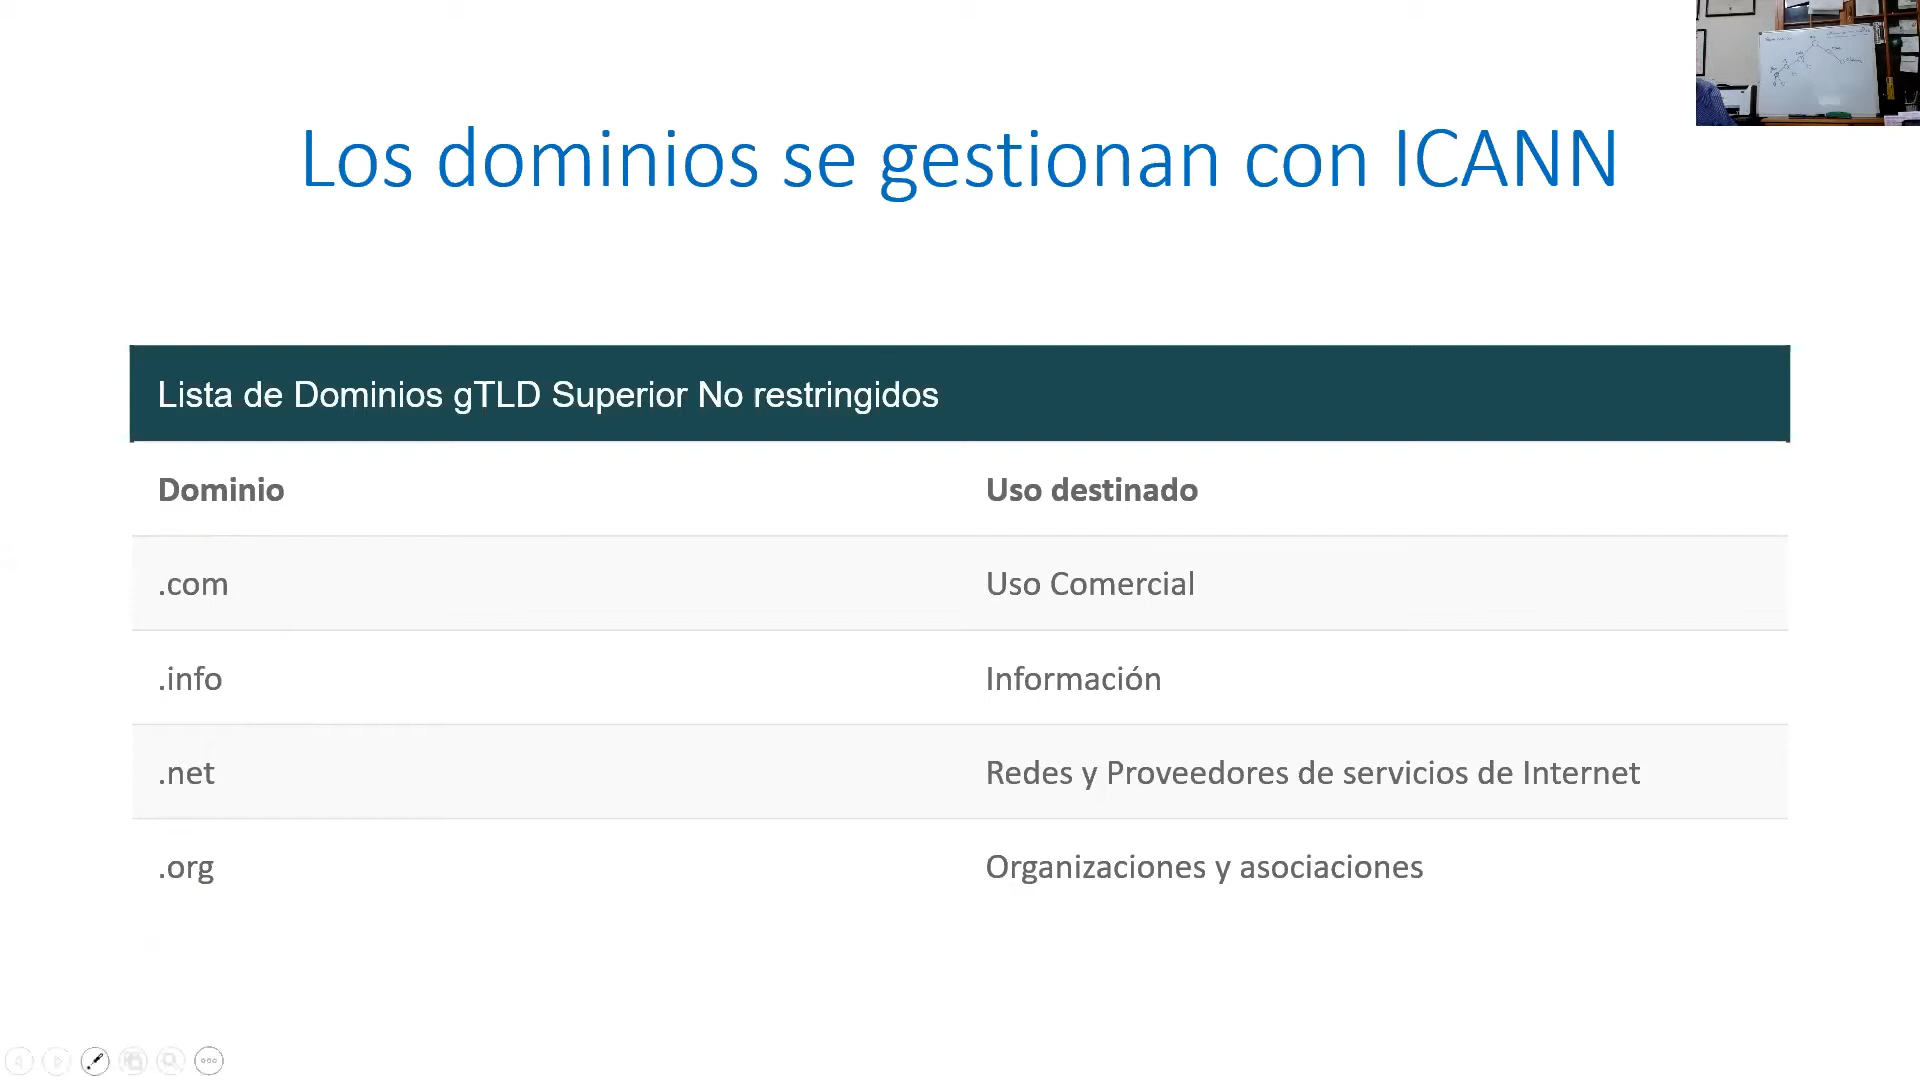 Los dominios se gestionan con ICANN
Lista de Dominios gTLD Superior No restringidos
Dominio Uso destinado
.com Uso Comercial
.info Información
.net Redes y Proveedores de servicios de Internet
.org Organizaciones y asociaciones